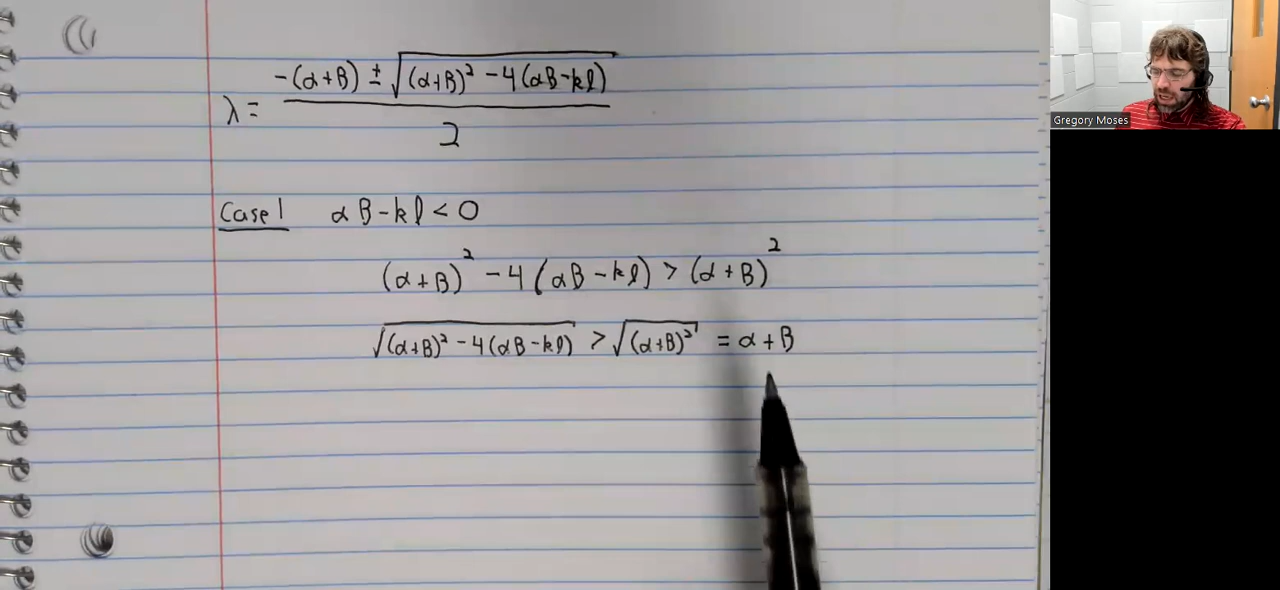 λ = (-(α+β) ± √((α+β)² - 4(αβ-kl))) / 2
Case 1 αβ-kl < 0
(α+β)² - 4(αβ-kl) > (α+β)²
√((α+β)² - 4(αβ-kl)) > √((α+β)²) = α+β
Gregory Moses